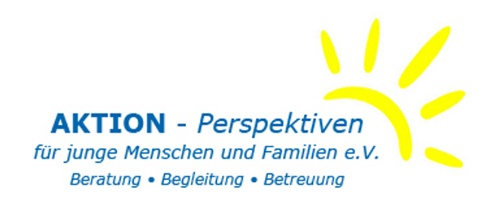 AKTION - Perspektiven
für junge Menschen und Familien e.V.
Beratung • Begleitung • Betreuung